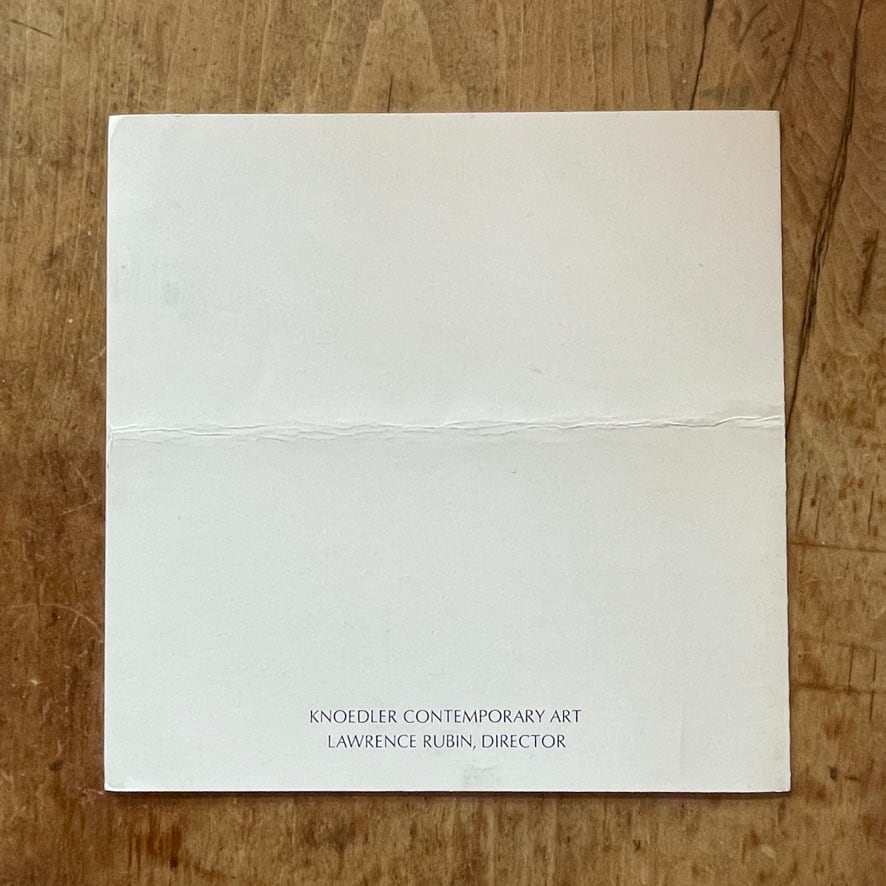 KNOEDLER CONTEMPORARY ART
LAWRENCE RUBIN, DIRECTOR